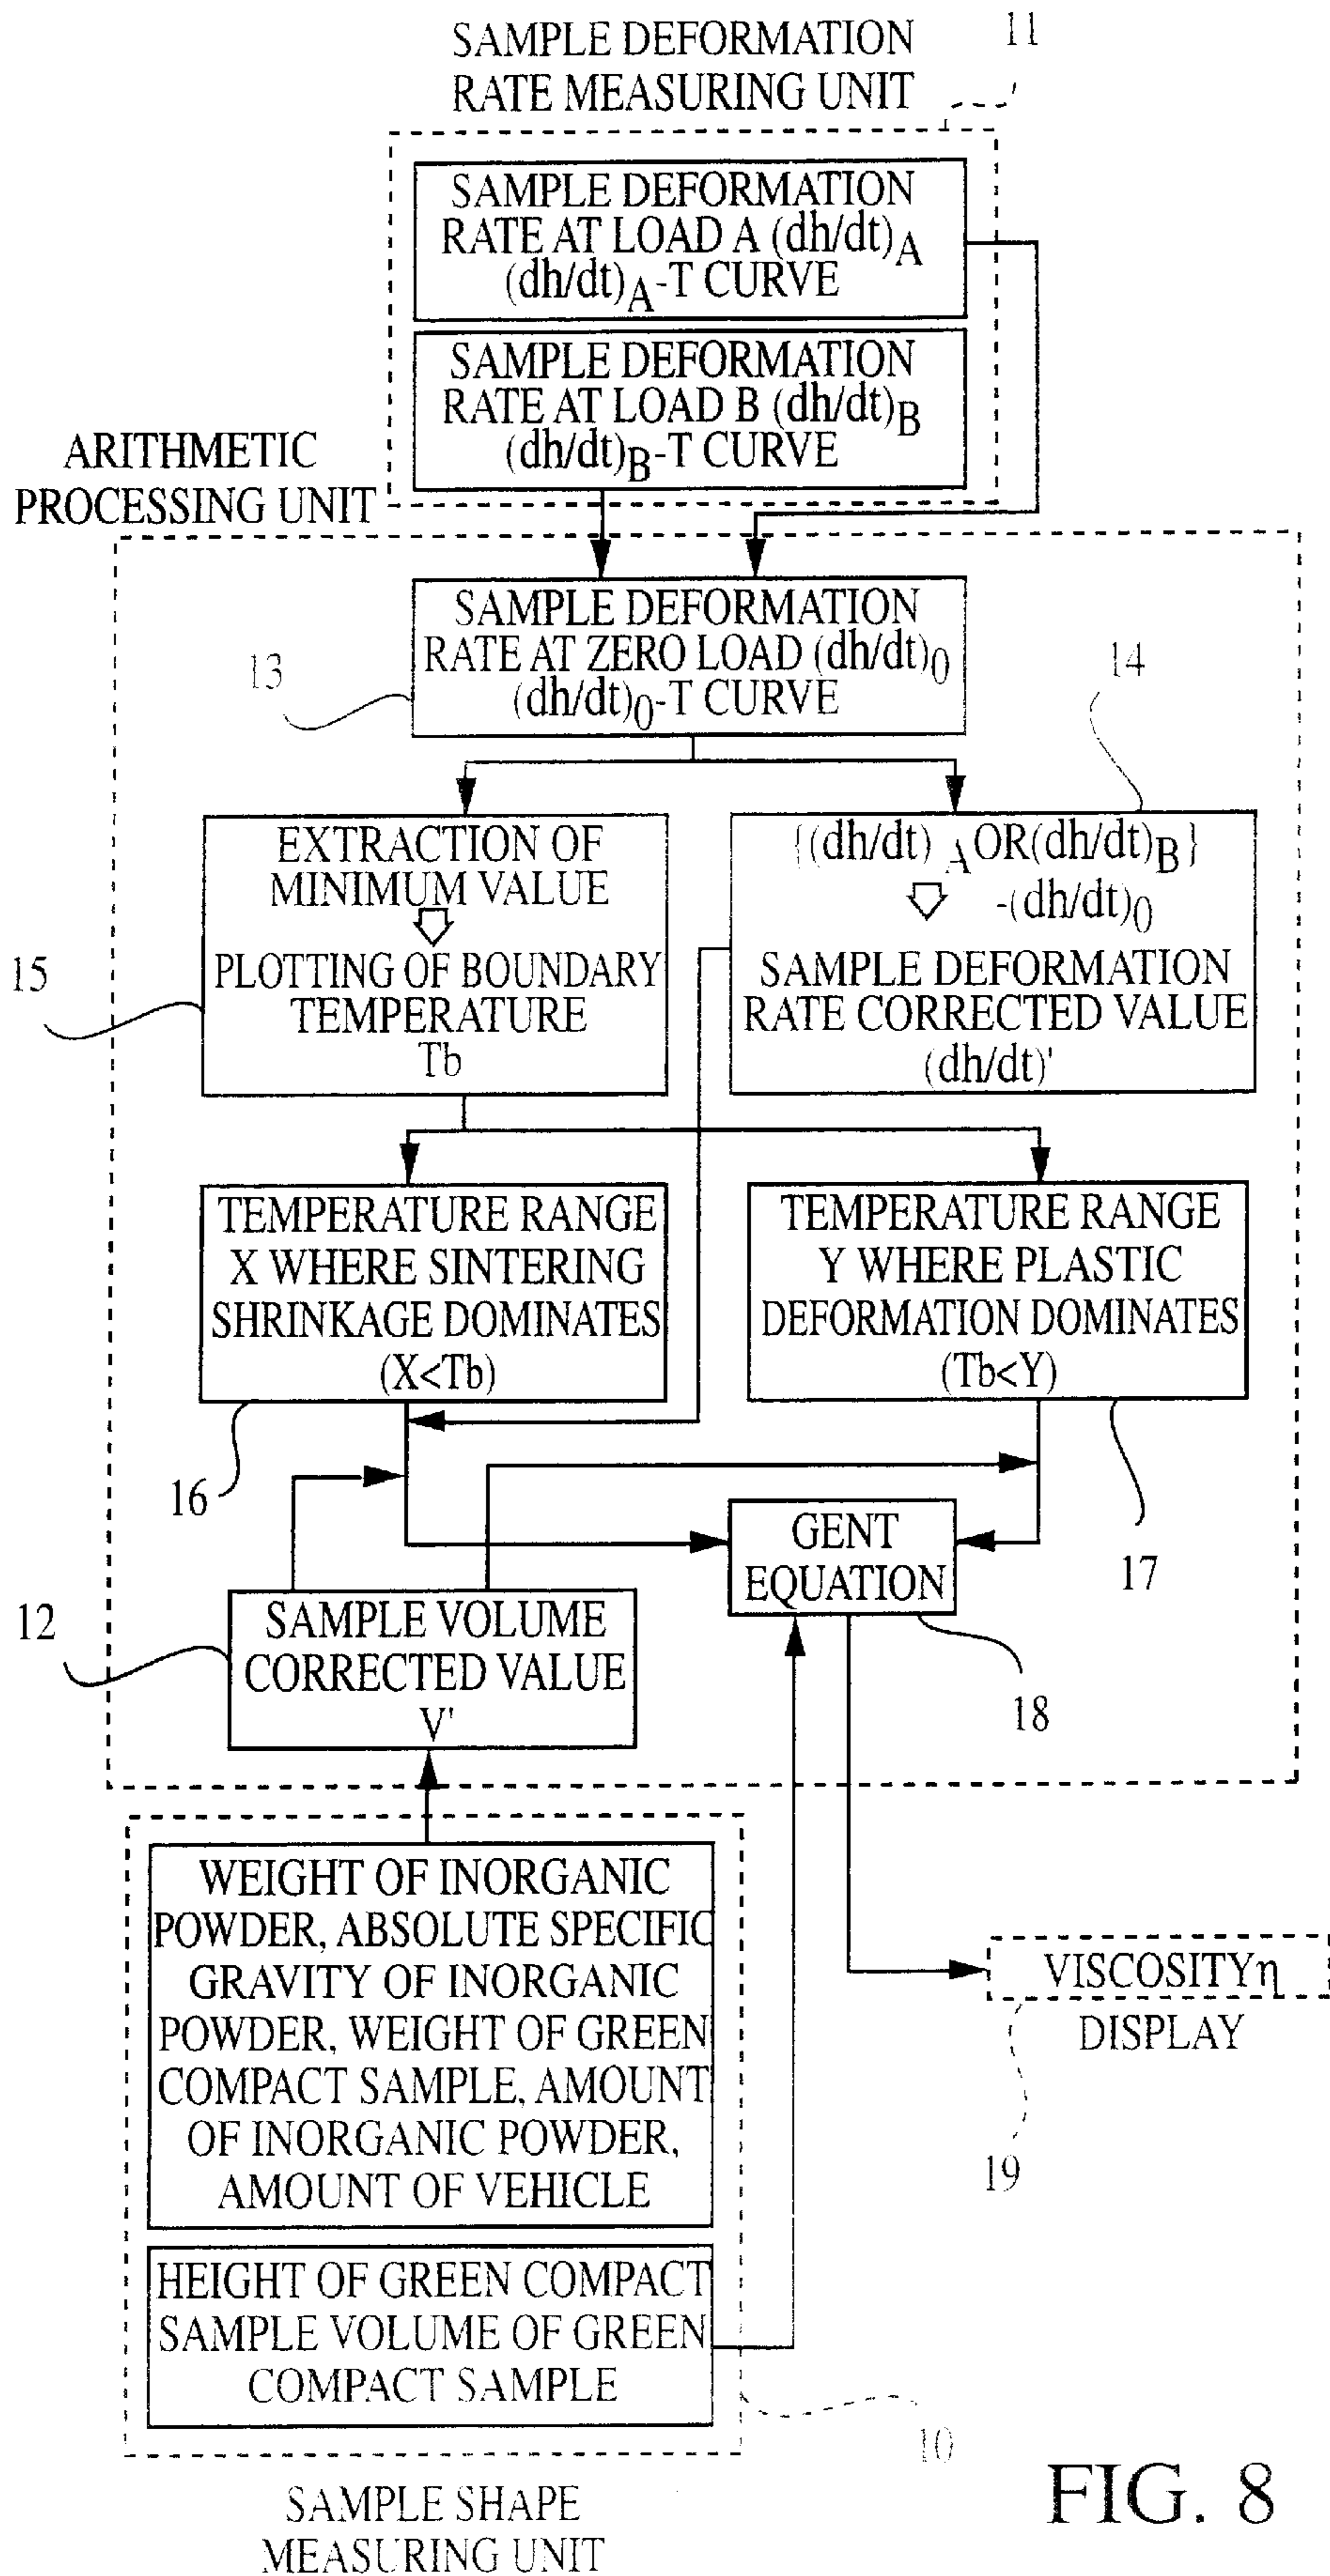 SAMPLE DEFORMATION
RATE MEASURING UNIT
11
SAMPLE DEFORMATION
RATE AT LOAD A (dh/dt)A
(dh/dt)A-T CURVE
SAMPLE DEFORMATION
RATE AT LOAD B (dh/dt)B
(dh/dt)B-T CURVE
ARITHMETIC
PROCESSING UNIT
SAMPLE DEFORMATION
RATE AT ZERO LOAD (dh/dt)0
(dh/dt)0-T CURVE
13
14
EXTRACTION OF
MINIMUM VALUE
PLOTTING OF BOUNDARY
TEMPERATURE
Tb
15
{(dh/dt) A OR(dh/dt)B}
-(dh/dt)0
SAMPLE DEFORMATION
RATE CORRECTED VALUE
(dh/dt)'
TEMPERATURE RANGE
X WHERE SINTERING
SHRINKAGE DOMINATES
(X<Tb)
16
TEMPERATURE RANGE
Y WHERE PLASTIC
DEFORMATION DOMINATES
(Tb<Y)
17
GENT
EQUATION
18
12
SAMPLE VOLUME
CORRECTED VALUE
V'
WEIGHT OF INORGANIC
POWDER, ABSOLUTE SPECIFIC
GRAVITY OF INORGANIC
POWDER, WEIGHT OF GREEN
COMPACT SAMPLE, AMOUNT
OF INORGANIC POWDER,
AMOUNT OF VEHICLE
VISCOSITYη
DISPLAY
19
HEIGHT OF GREEN COMPACT
SAMPLE VOLUME OF GREEN
COMPACT SAMPLE
10
SAMPLE SHAPE
MEASURING UNIT
FIG. 8